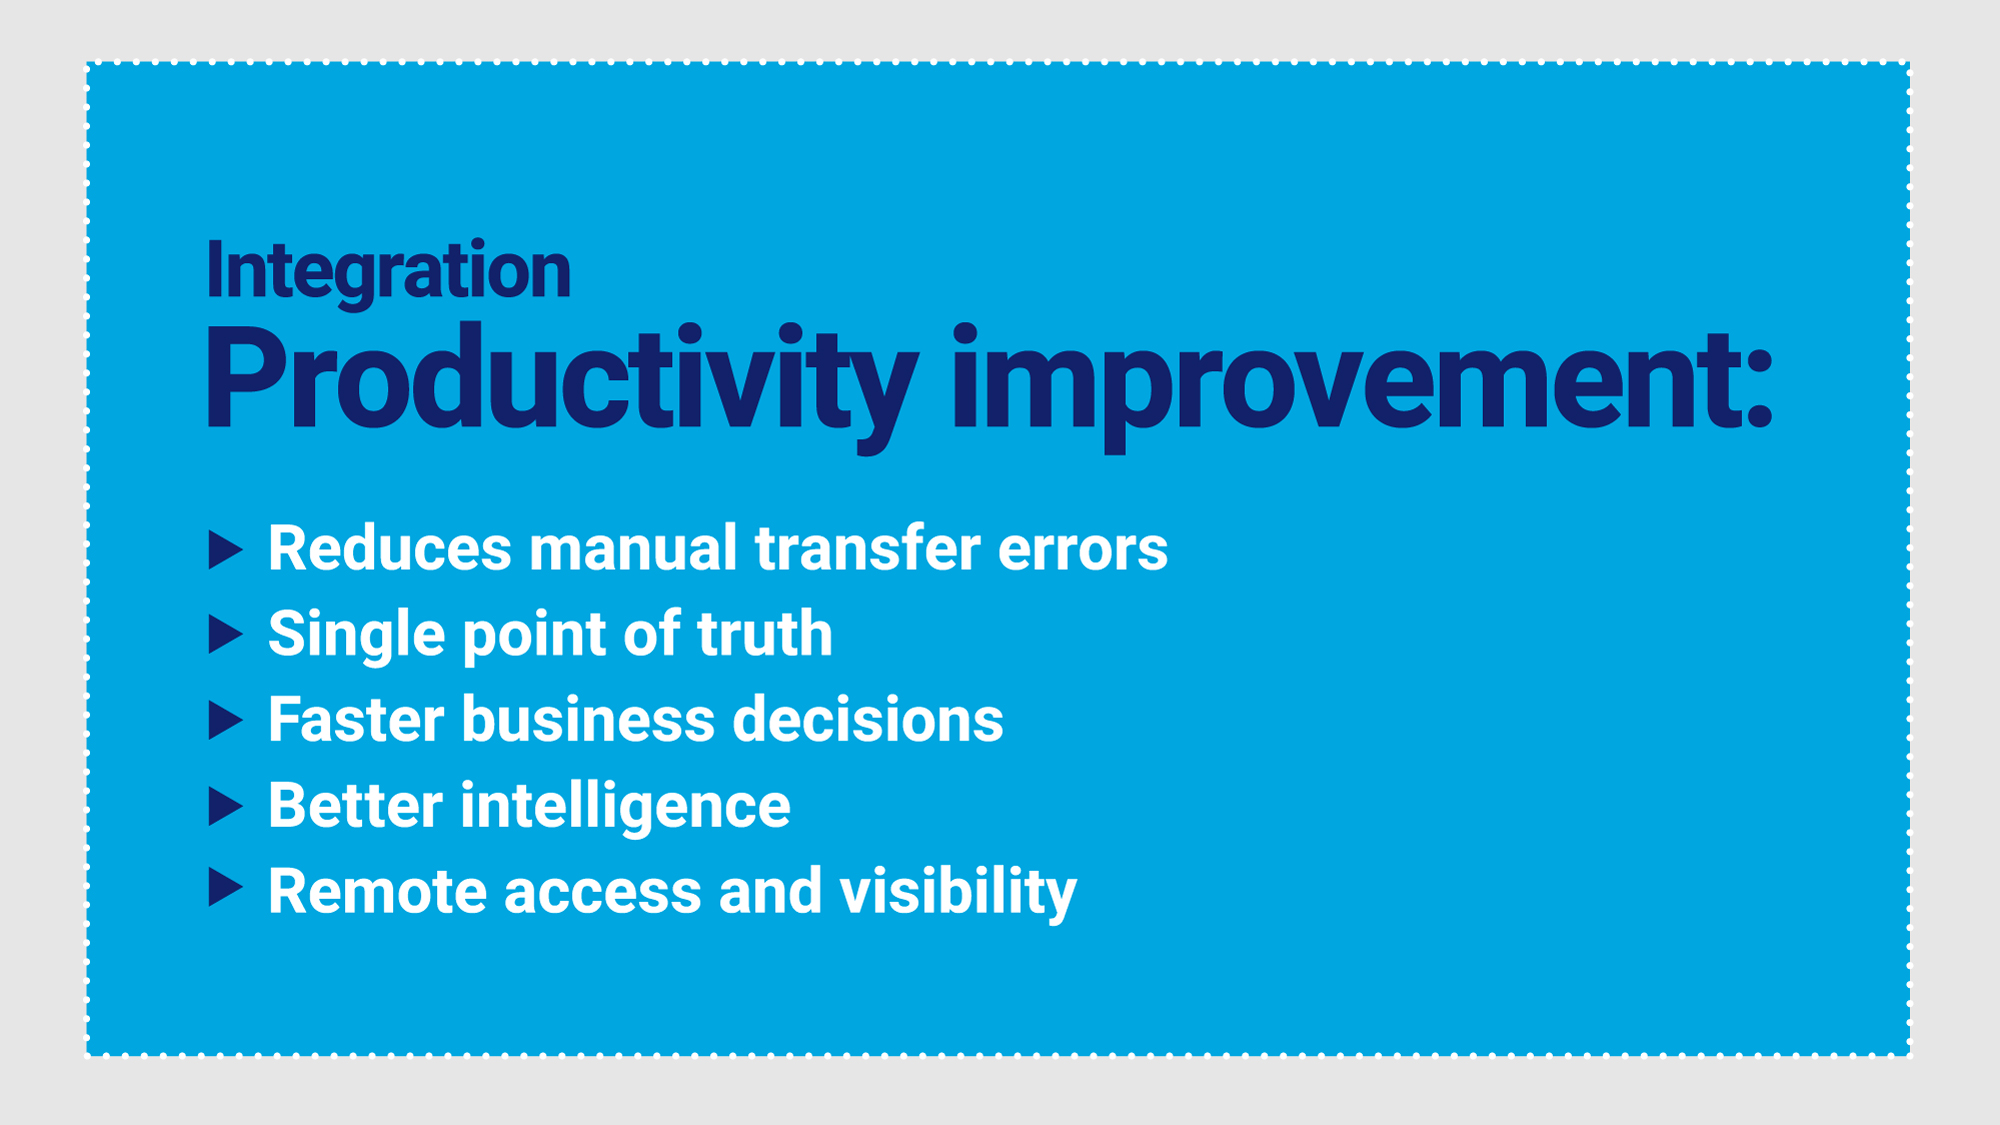 Integration
Productivity improvement:
Reduces manual transfer errors
Single point of truth
Faster business decisions
Better intelligence
Remote access and visibility